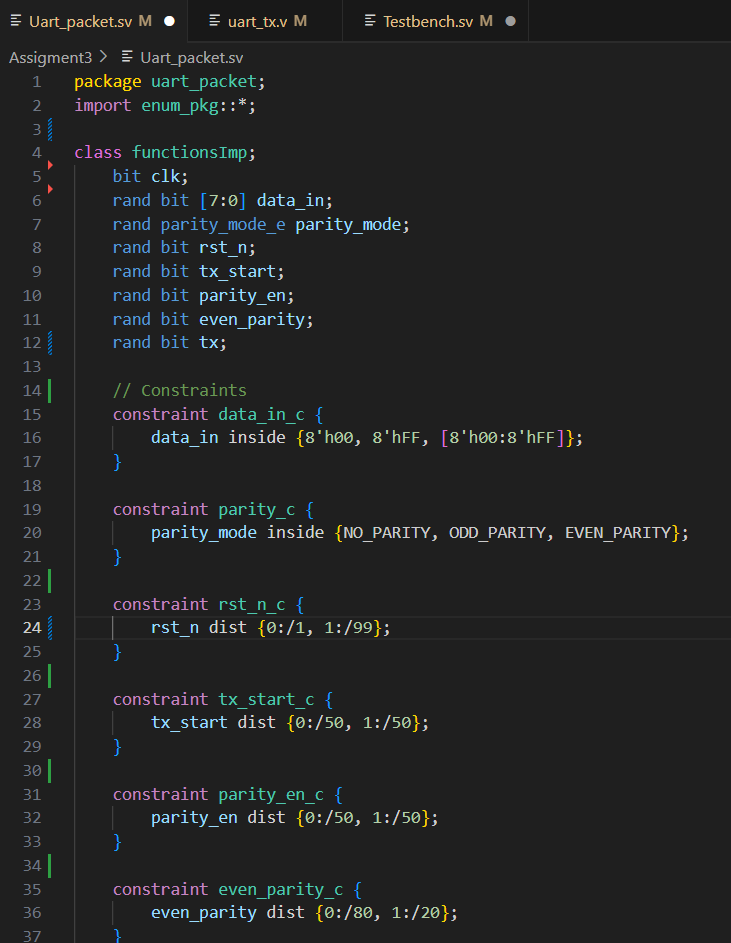 Uart_packet.sv M uart_tx.v M Testbench.sv M
Assigment3 > Uart_packet.sv
1 package uart_packet;
2 import enum_pkg::*;
3
4 class functionsImp;
5 bit clk;
6 rand bit [7:0] data_in;
7 rand parity_mode_e parity_mode;
8 rand bit rst_n;
9 rand bit tx_start;
10 rand bit parity_en;
11 rand bit even_parity;
12 rand bit tx;
13
14 // Constraints
15 constraint data_in_c {
16 data_in inside {8'h00, 8'hFF, [8'h00:8'hFF]};
17 }
18
19 constraint parity_c {
20 parity_mode inside {NO_PARITY, ODD_PARITY, EVEN_PARITY};
21 }
22
23 constraint rst_n_c {
24 rst_n dist {0:/1, 1:/99};
25 }
26
27 constraint tx_start_c {
28 tx_start dist {0:/50, 1:/50};
29 }
30
31 constraint parity_en_c {
32 parity_en dist {0:/50, 1:/50};
33 }
34
35 constraint even_parity_c {
36 even_parity dist {0:/80, 1:/20};
37 }